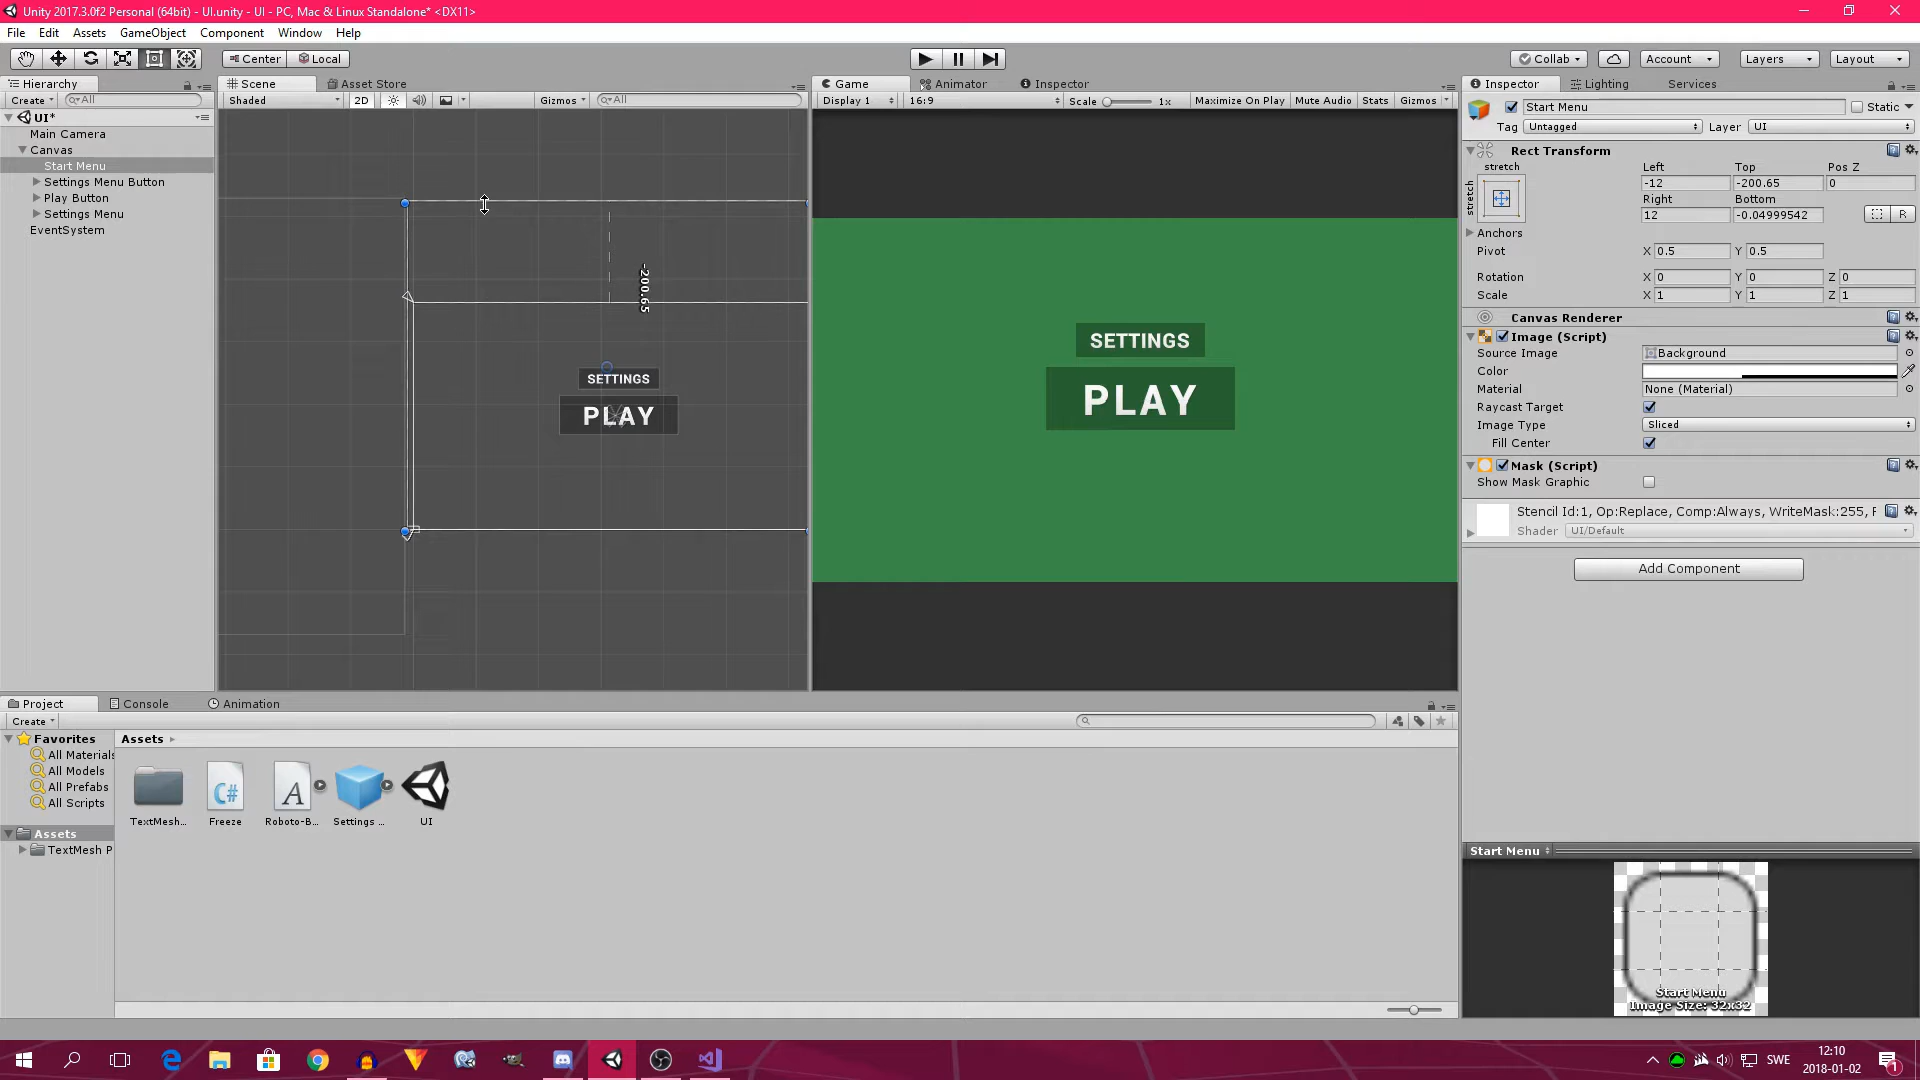 Unity 2017.3.0f2 Personal (64bit) - UI.unity - UI - PC, Mac & Linux Standalone* <DX11>
File Edit Assets GameObject Component Window Help
Center Local Collab Account Layers Layout
Hierarchy
Create All
UI*
Main Camera
Canvas
Start Menu
Settings Menu Button
Play Button
Settings Menu
EventSystem
Scene Asset Store
Shaded 2D Gizmos All
-200.65
SETTINGS
PLAY
Game Animator Inspector
Display 1 16:9 Scale 1x Maximize On Play Mute Audio Stats Gizmos
SETTINGS
PLAY
Inspector Lighting Services
Start Menu Static
Tag Untagged Layer UI
Rect Transform
stretch Left Top Pos Z
stretch -12 -200.65 0
Right Bottom
12 -0.04999542 R
Anchors
Pivot X 0.5 Y 0.5
Rotation X 0 Y 0 Z 0
Scale X 1 Y 1 Z 1
Canvas Renderer
Image (Script)
Source Image Background
Color
Material None (Material)
Raycast Target
Image Type Sliced
Fill Center
Mask (Script)
Show Mask Graphic
Stencil Id:1, Op:Replace, Comp:Always, WriteMask:255,
Shader UI/Default
Add Component
Start Menu
Start Menu
Image Size: 32x32
Project Console Animation
Create
Favorites
All Materials
All Models
All Prefabs
All Scripts
Assets
TextMesh P
Assets
C#
A
TextMesh... Freeze Roboto-B... Settings ... UI
SWE
12:10
2018-01-02
1